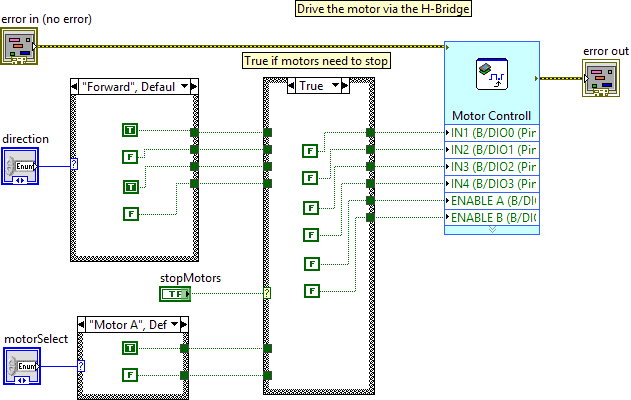 Drive the motor via the H-Bridge
error in (no error)
error out
True if motors need to stop
"Forward", Defaul
True
Motor Controll
direction
Enum
?
T
F
T
F
F
F
F
F
F
F
IN1 (B/DIO0 (Pir
IN2 (B/DIO1 (Pir
IN3 (B/DIO2 (Pir
IN4 (B/DIO3 (Pir
ENABLE A (B/DI
ENABLE B (B/DI
stopMotors
TF
?
motorSelect
Enum
"Motor A", Def
?
T
F